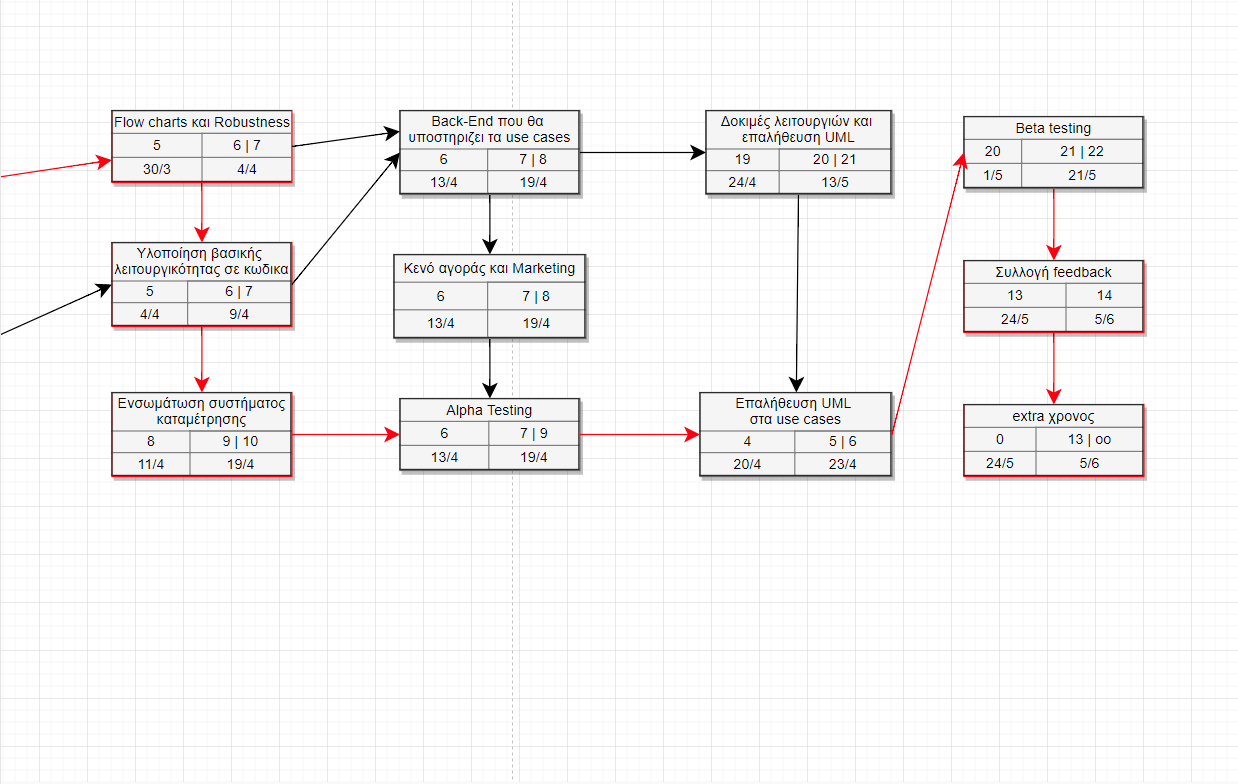 Flow charts και Robustness
5
6 | 7
30/3
4/4
Υλοποίηση βασικής
λειτουργικότητας σε κωδικα
5
6 | 7
4/4
9/4
Ενσωμάτωση συστήματος
καταμέτρησης
8
9 | 10
11/4
19/4
Back-End που θα
υποστηριζει τα use cases
6
7 | 8
13/4
19/4
Κενό αγοράς και Marketing
6
7 | 8
13/4
19/4
Alpha Testing
6
7 | 9
13/4
19/4
Δοκιμές λειτουργιών και
επαλήθευση UML
19
20 | 21
24/4
13/5
Επαλήθευση UML
στα use cases
4
5 | 6
20/4
23/4
Beta testing
20
21 | 22
1/5
21/5
Συλλογή feedback
13
14
24/5
5/6
extra χρονος
0
13 | οο
24/5
5/6